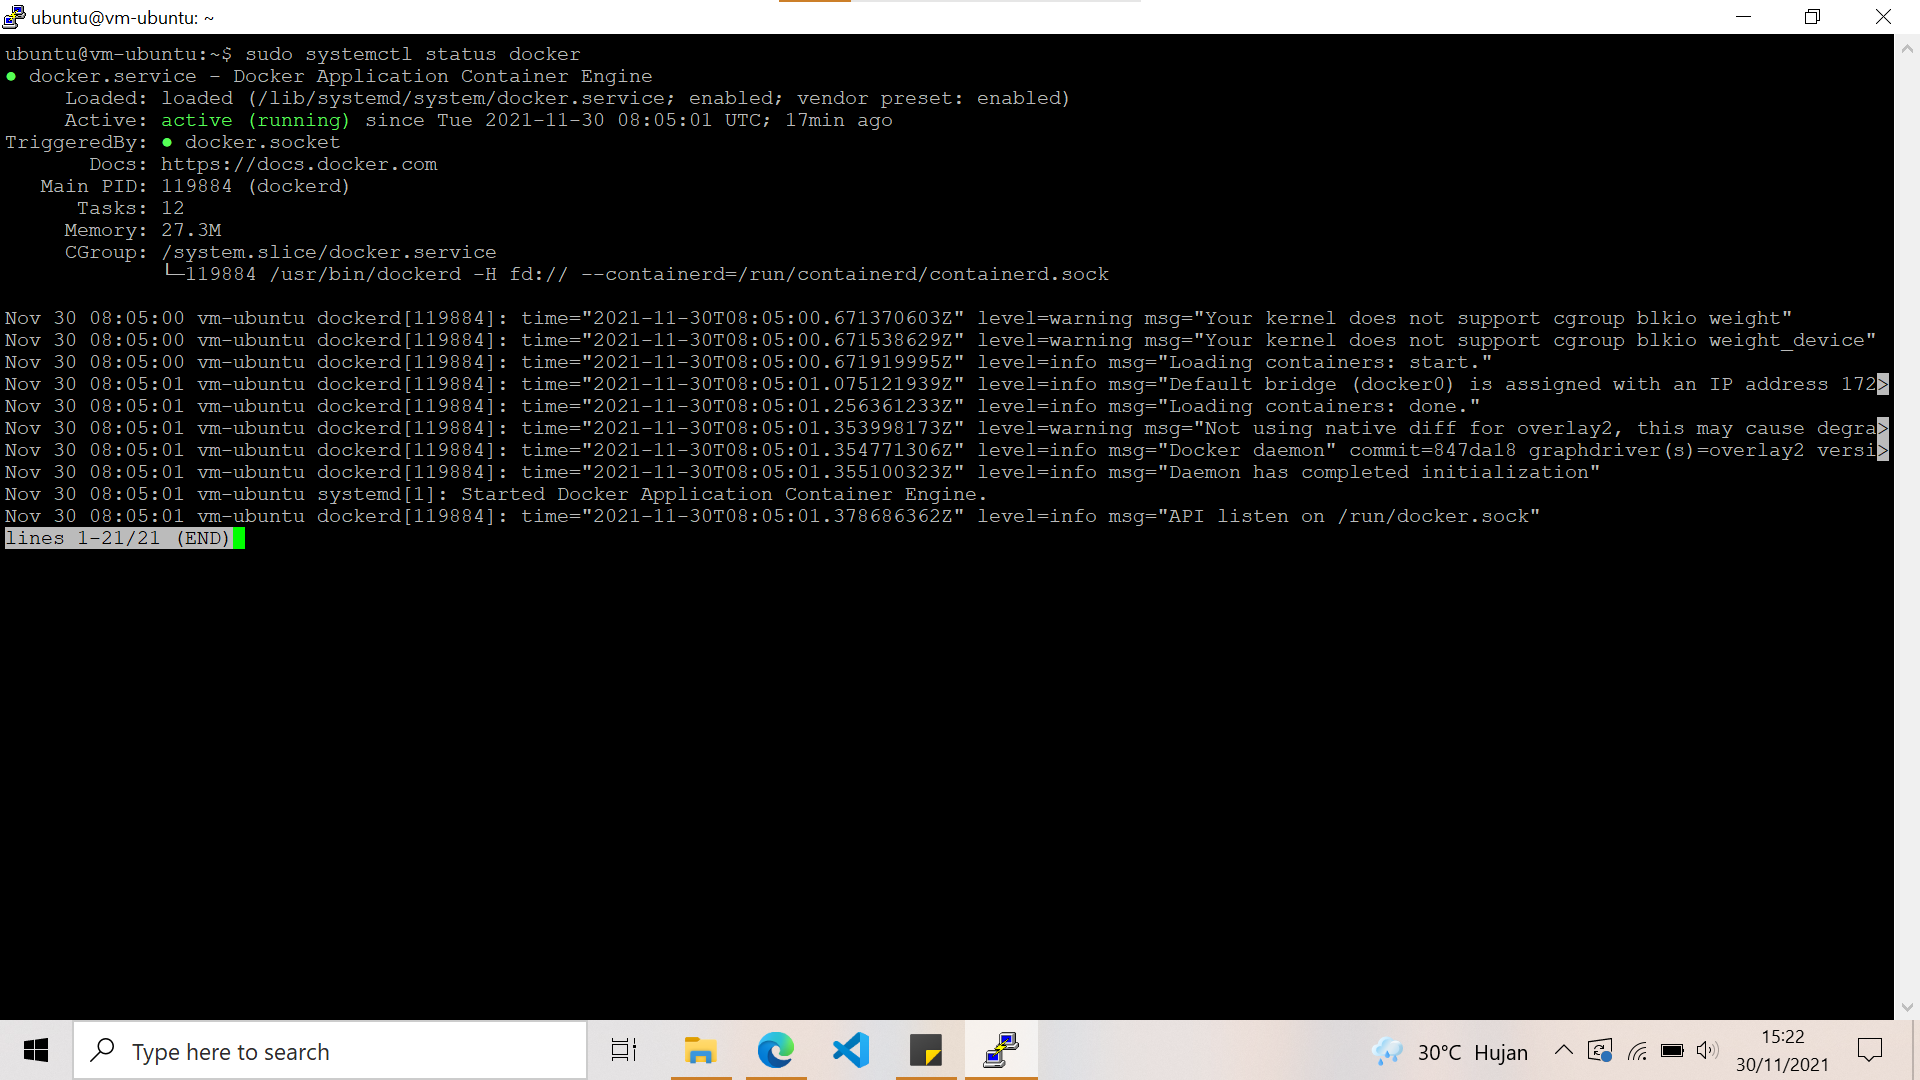 ubuntu@vm-ubuntu: ~
ubuntu@vm-ubuntu:~$ sudo systemctl status docker
● docker.service - Docker Application Container Engine
Loaded: loaded (/lib/systemd/system/docker.service; enabled; vendor preset: enabled)
Active: active (running) since Tue 2021-11-30 08:05:01 UTC; 17min ago
TriggeredBy: ● docker.socket
Docs: https://docs.docker.com
Main PID: 119884 (dockerd)
Tasks: 12
Memory: 27.3M
CGroup: /system.slice/docker.service
└─119884 /usr/bin/dockerd -H fd:// --containerd=/run/containerd/containerd.sock
Nov 30 08:05:00 vm-ubuntu dockerd[119884]: time="2021-11-30T08:05:00.671370603Z" level=warning msg="Your kernel does not support cgroup blkio weight"
Nov 30 08:05:00 vm-ubuntu dockerd[119884]: time="2021-11-30T08:05:00.671538629Z" level=warning msg="Your kernel does not support cgroup blkio weight_device"
Nov 30 08:05:00 vm-ubuntu dockerd[119884]: time="2021-11-30T08:05:00.671919995Z" level=info msg="Loading containers: start."
Nov 30 08:05:01 vm-ubuntu dockerd[119884]: time="2021-11-30T08:05:01.075121939Z" level=info msg="Default bridge (docker0) is assigned with an IP address 172>
Nov 30 08:05:01 vm-ubuntu dockerd[119884]: time="2021-11-30T08:05:01.256361233Z" level=info msg="Loading containers: done."
Nov 30 08:05:01 vm-ubuntu dockerd[119884]: time="2021-11-30T08:05:01.353998173Z" level=warning msg="Not using native diff for overlay2, this may cause degra>
Nov 30 08:05:01 vm-ubuntu dockerd[119884]: time="2021-11-30T08:05:01.354771306Z" level=info msg="Docker daemon" commit=847da18 graphdriver(s)=overlay2 versi>
Nov 30 08:05:01 vm-ubuntu dockerd[119884]: time="2021-11-30T08:05:01.355100323Z" level=info msg="Daemon has completed initialization"
Nov 30 08:05:01 vm-ubuntu systemd[1]: Started Docker Application Container Engine.
Nov 30 08:05:01 vm-ubuntu dockerd[119884]: time="2021-11-30T08:05:01.378686362Z" level=info msg="API listen on /run/docker.sock"
lines 1-21/21 (END)
Type here to search
30°C Hujan
15:22
30/11/2021